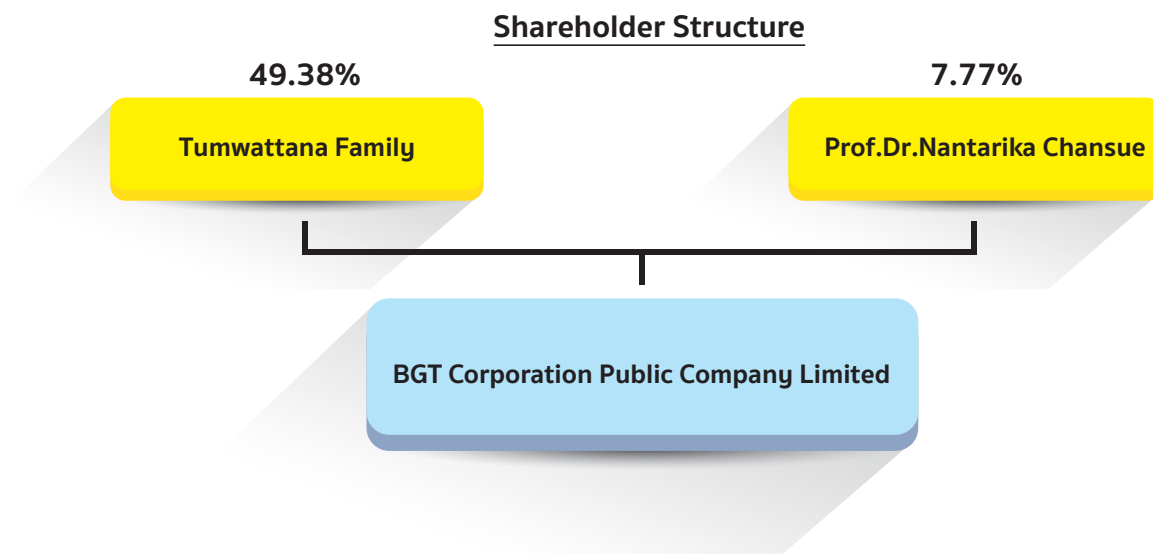 Shareholder Structure
49.38%
7.77%
Tumwattana Family
Prof.Dr.Nantarika Chansue
BGT Corporation Public Company Limited